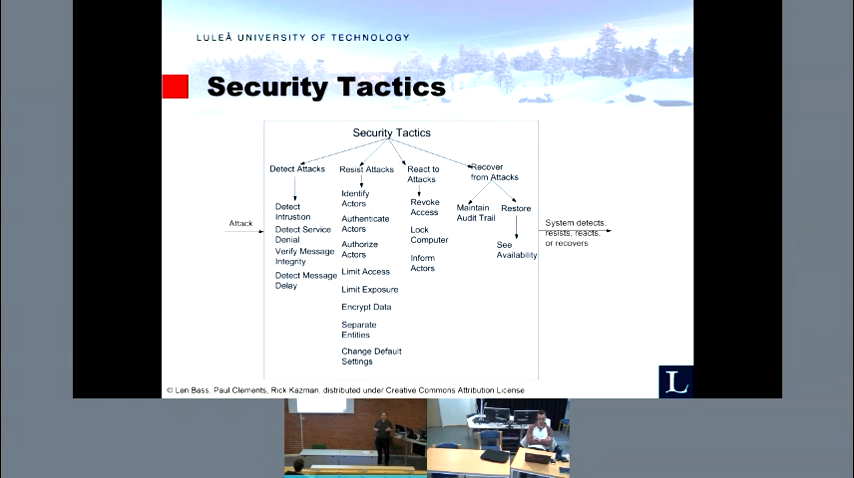 LULEÅ UNIVERSITY OF TECHNOLOGY
Security Tactics
Security Tactics
Detect Attacks
Resist Attacks
React to
Attacks
Recover
from Attacks
Detect
Intrustion
Detect Service
Denial
Verify Message
Integrity
Detect Message
Delay
Identify
Actors
Authenticate
Actors
Authorize
Actors
Limit Access
Limit Exposure
Encrypt Data
Separate
Entities
Change Default
Settings
Revoke
Access
Lock
Computer
Inform
Actors
Maintain
Audit Trail
Restore
See
Availability
Attack
System detects,
resists, reacts,
or recovers
© Len Bass, Paul Clements, Rick Kazman, distributed under Creative Commons Attribution License
L